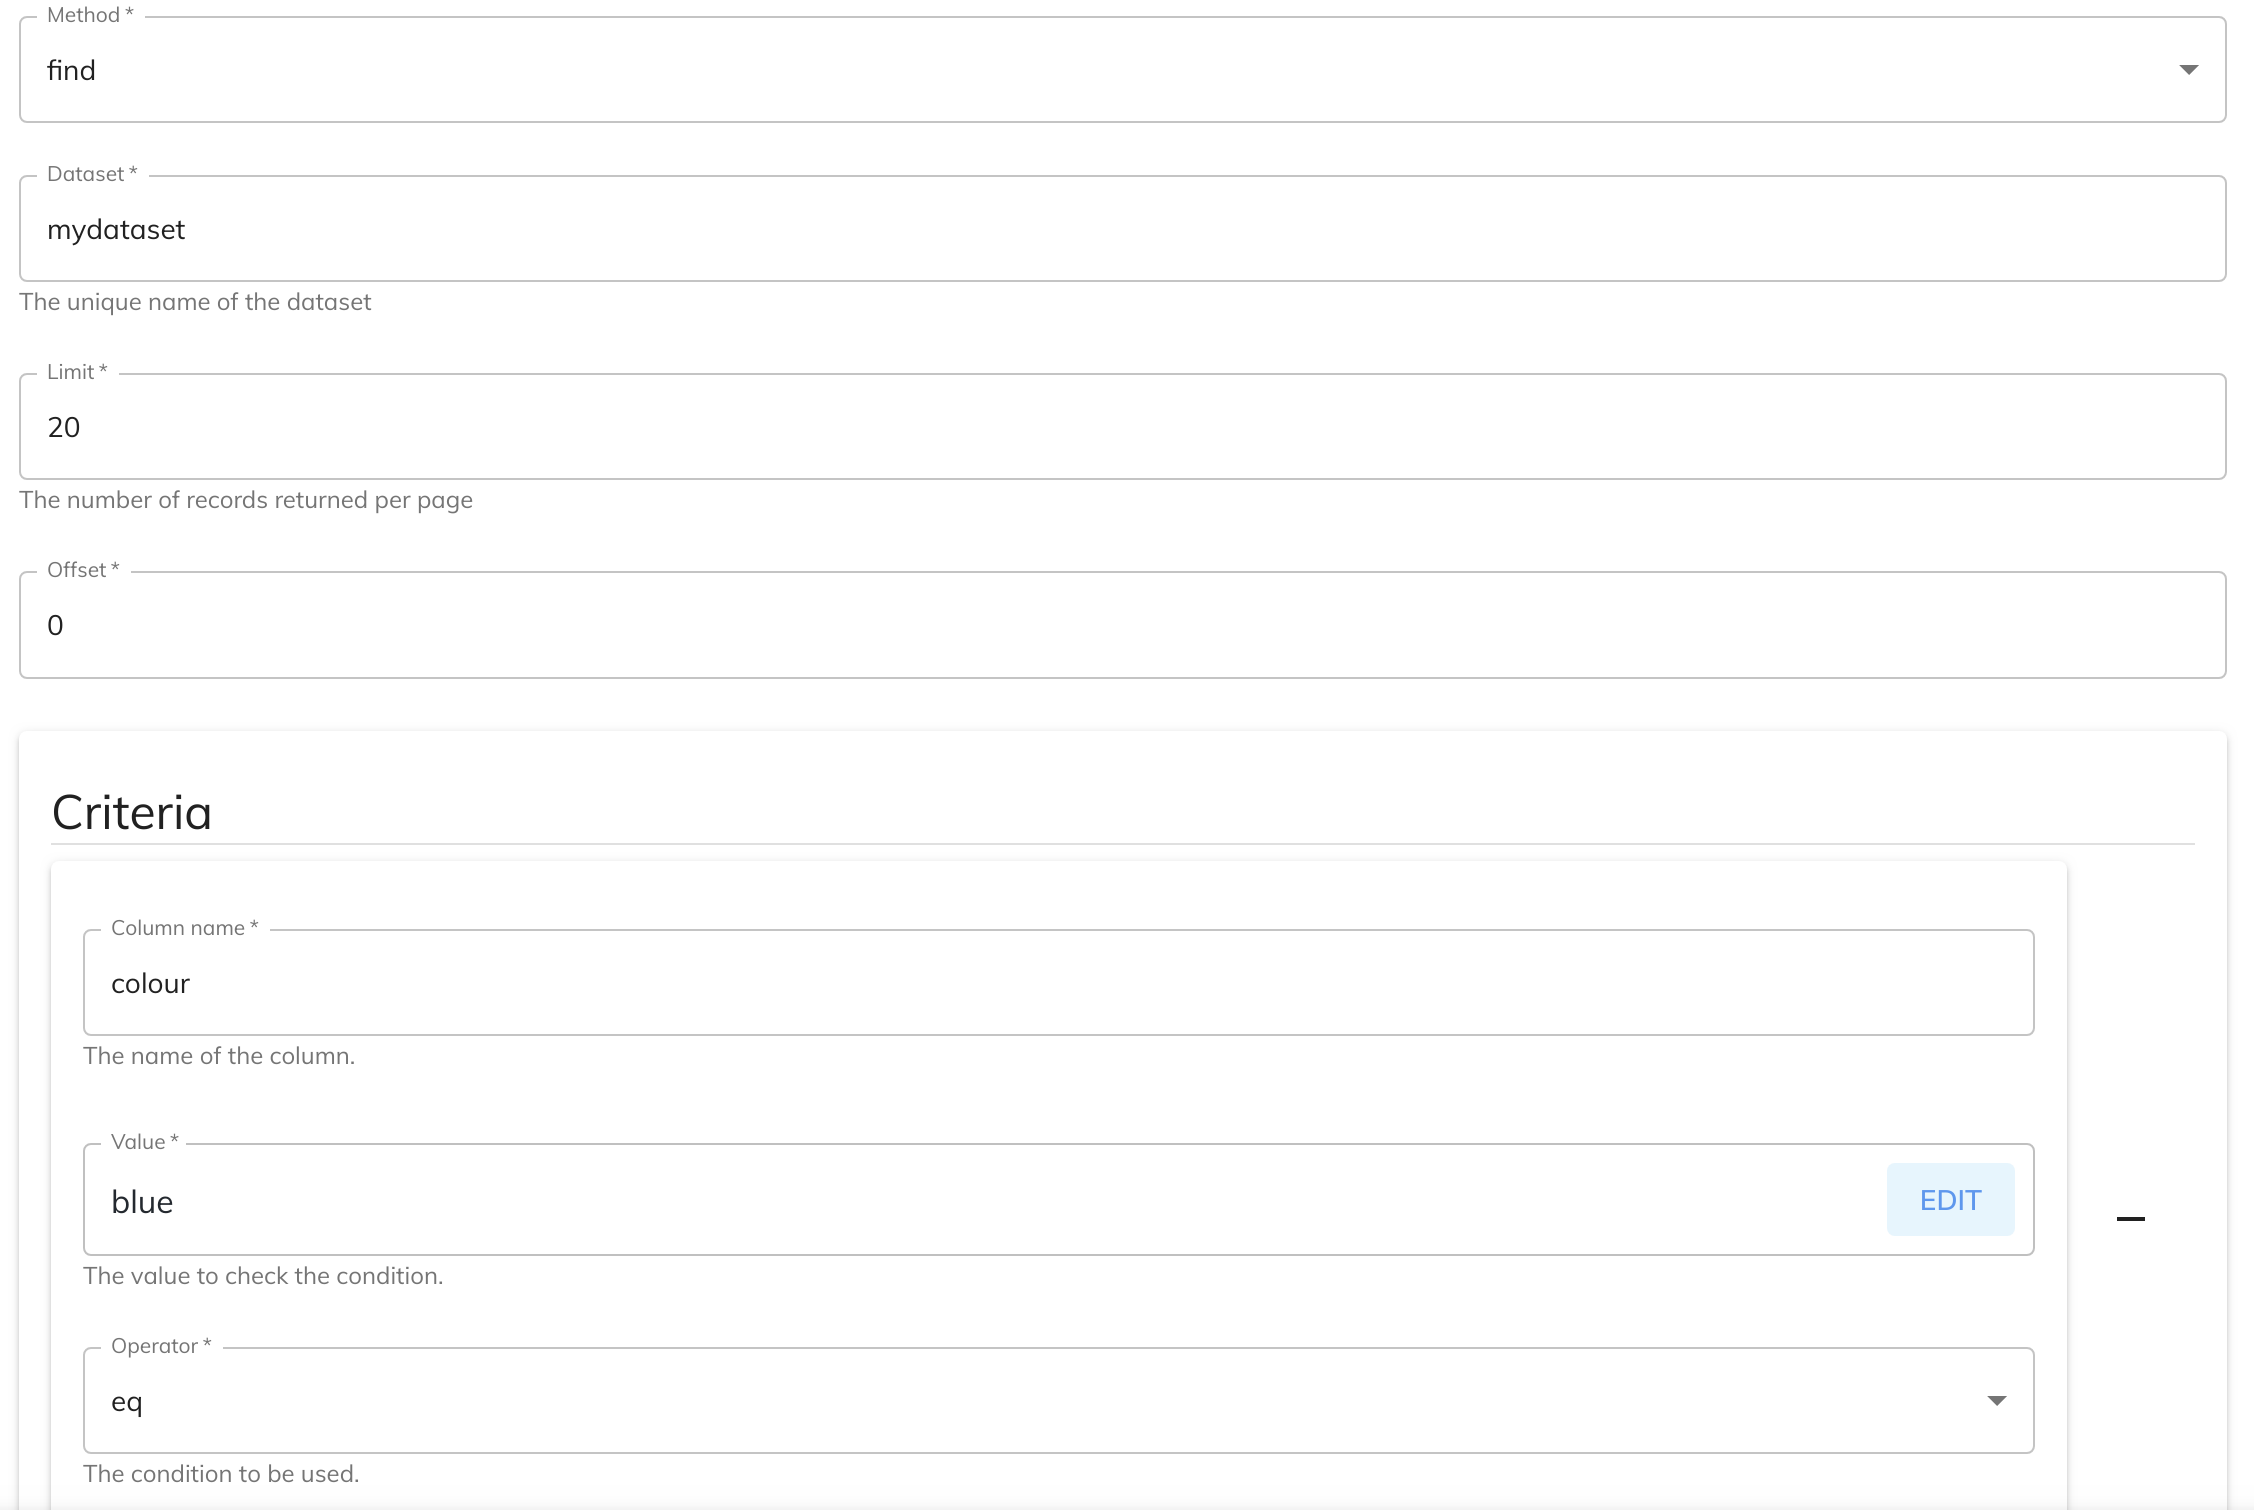 Method *
find
Dataset *
mydataset
The unique name of the dataset
Limit *
20
The number of records returned per page
Offset *
0
Criteria
Column name *
colour
The name of the column.
Value *
blue
EDIT
The value to check the condition.
Operator *
eq
The condition to be used.